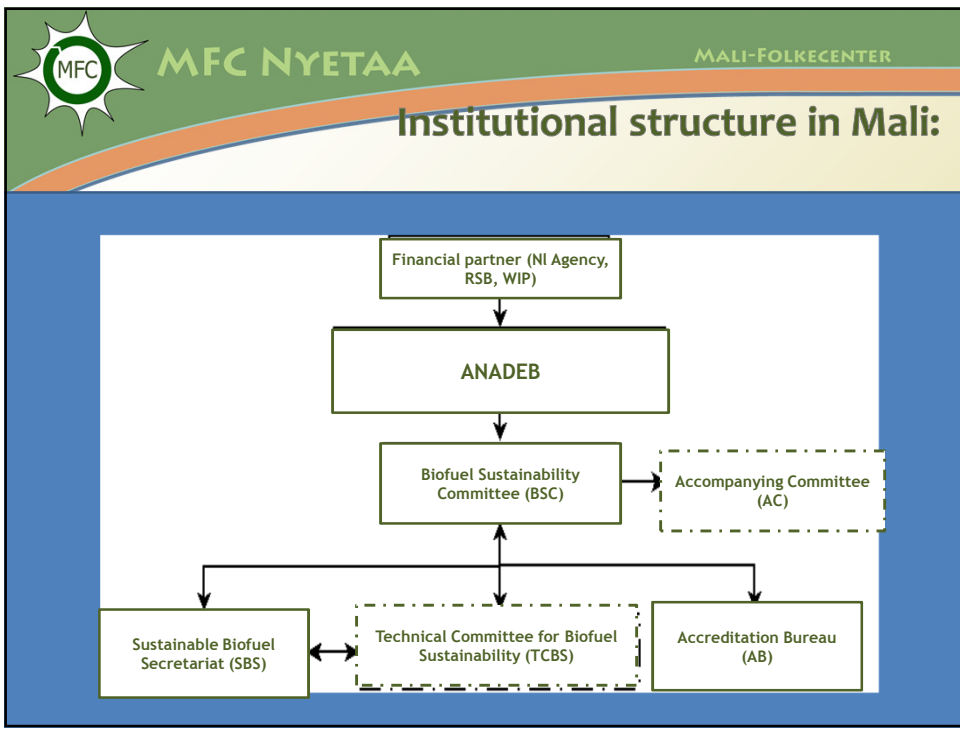 MFC
MFC NYETAA
MALI-FOLKECENTER
Institutional structure in Mali:
Financial partner (NI Agency,
RSB, WIP)
ANADEB
Biofuel Sustainability
Committee (BSC)
Accompanying Committee
(AC)
Sustainable Biofuel
Secretariat (SBS)
Technical Committee for Biofuel
Sustainability (TCBS)
Accreditation Bureau
(AB)